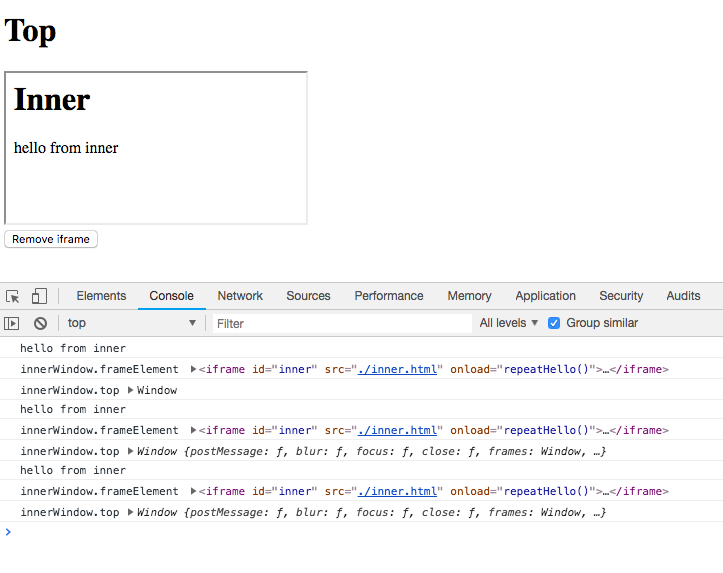 Top
Inner
hello from inner
Remove iframe
Elements Console Network Sources Performance Memory Application Security Audits
top ▼ Filter All levels ▼ Group similar
hello from inner
innerWindow.frameElement ▶<iframe id="inner" src="./inner.html" onload="repeatHello()">…</iframe>
innerWindow.top ▶Window
hello from inner
innerWindow.frameElement ▶<iframe id="inner" src="./inner.html" onload="repeatHello()">…</iframe>
innerWindow.top ▶Window {postMessage: ƒ, blur: ƒ, focus: ƒ, close: ƒ, frames: Window, …}
hello from inner
innerWindow.frameElement ▶<iframe id="inner" src="./inner.html" onload="repeatHello()">…</iframe>
innerWindow.top ▶Window {postMessage: ƒ, blur: ƒ, focus: ƒ, close: ƒ, frames: Window, …}
>